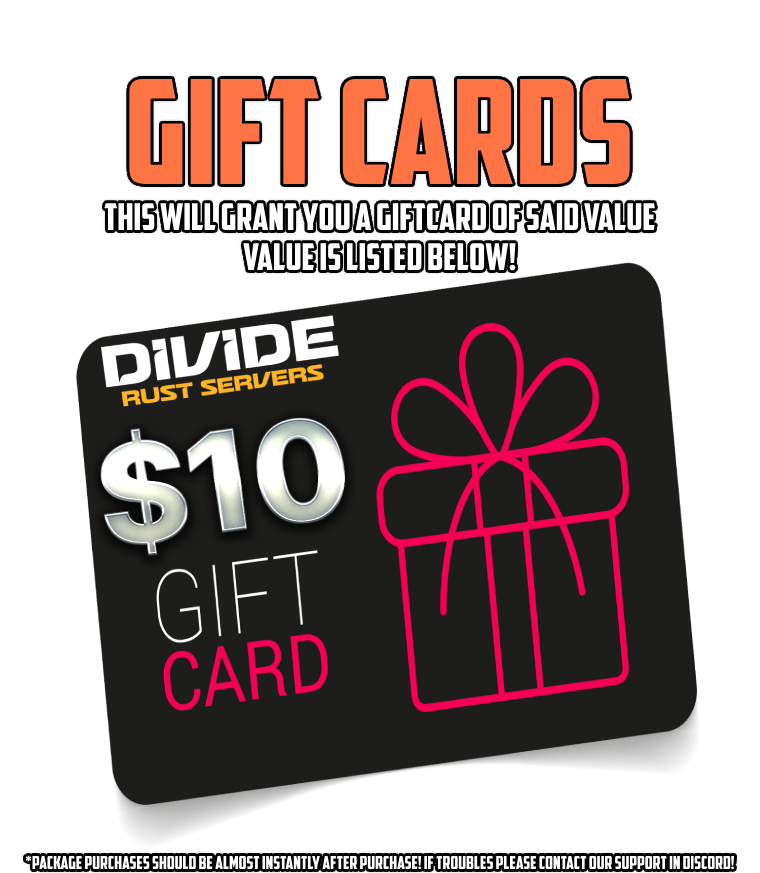 GIFT CARDS
THIS WILL GRANT YOU A GIFTCARD OF SAID VALUE
VALUE IS LISTED BELOW!
DIVIDE
RUST SERVERS
$10
GIFT
CARD
*PACKAGE PURCHASES SHOULD BE ALMOST INSTANTLY AFTER PURCHASE! IF TROUBLES PLEASE CONTACT OUR SUPPORT IN DISCORD!